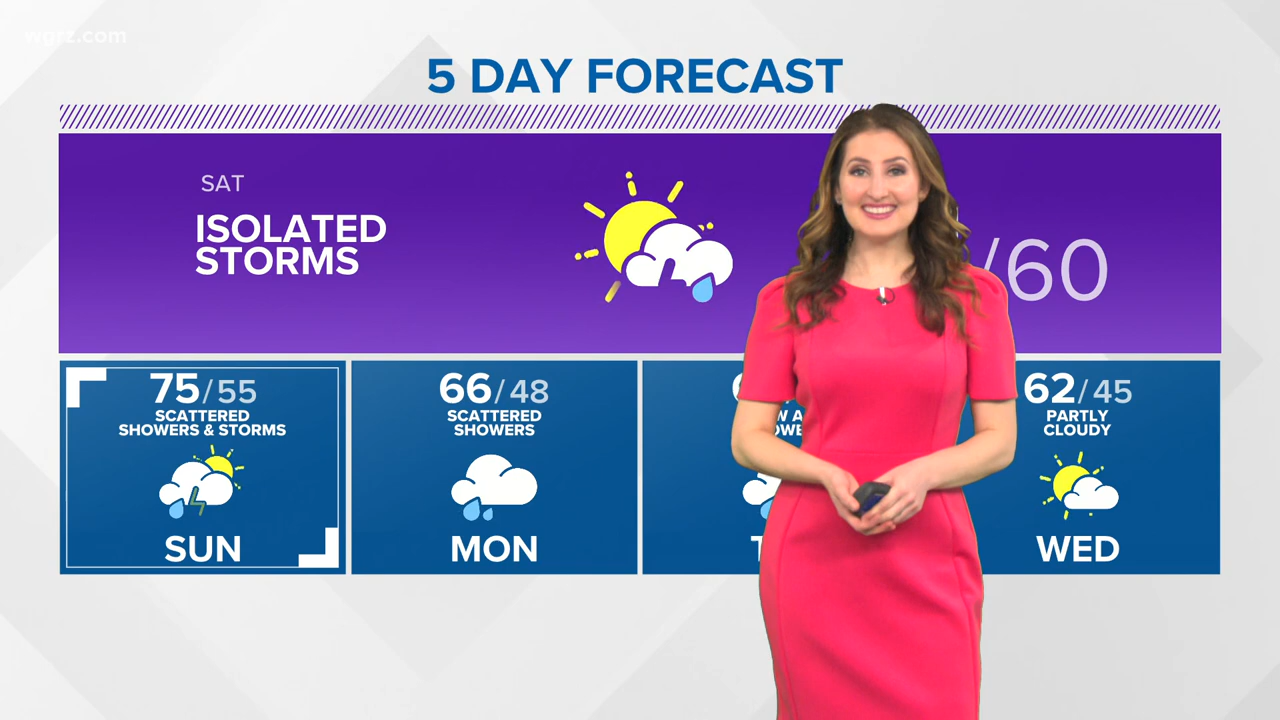 wgrz.com
5 DAY FORECAST
SAT
ISOLATED
STORMS
/60
75/55
SCATTERED
SHOWERS & STORMS
SUN
66/48
SCATTERED
SHOWERS
MON
62/45
PARTLY
CLOUDY
WED